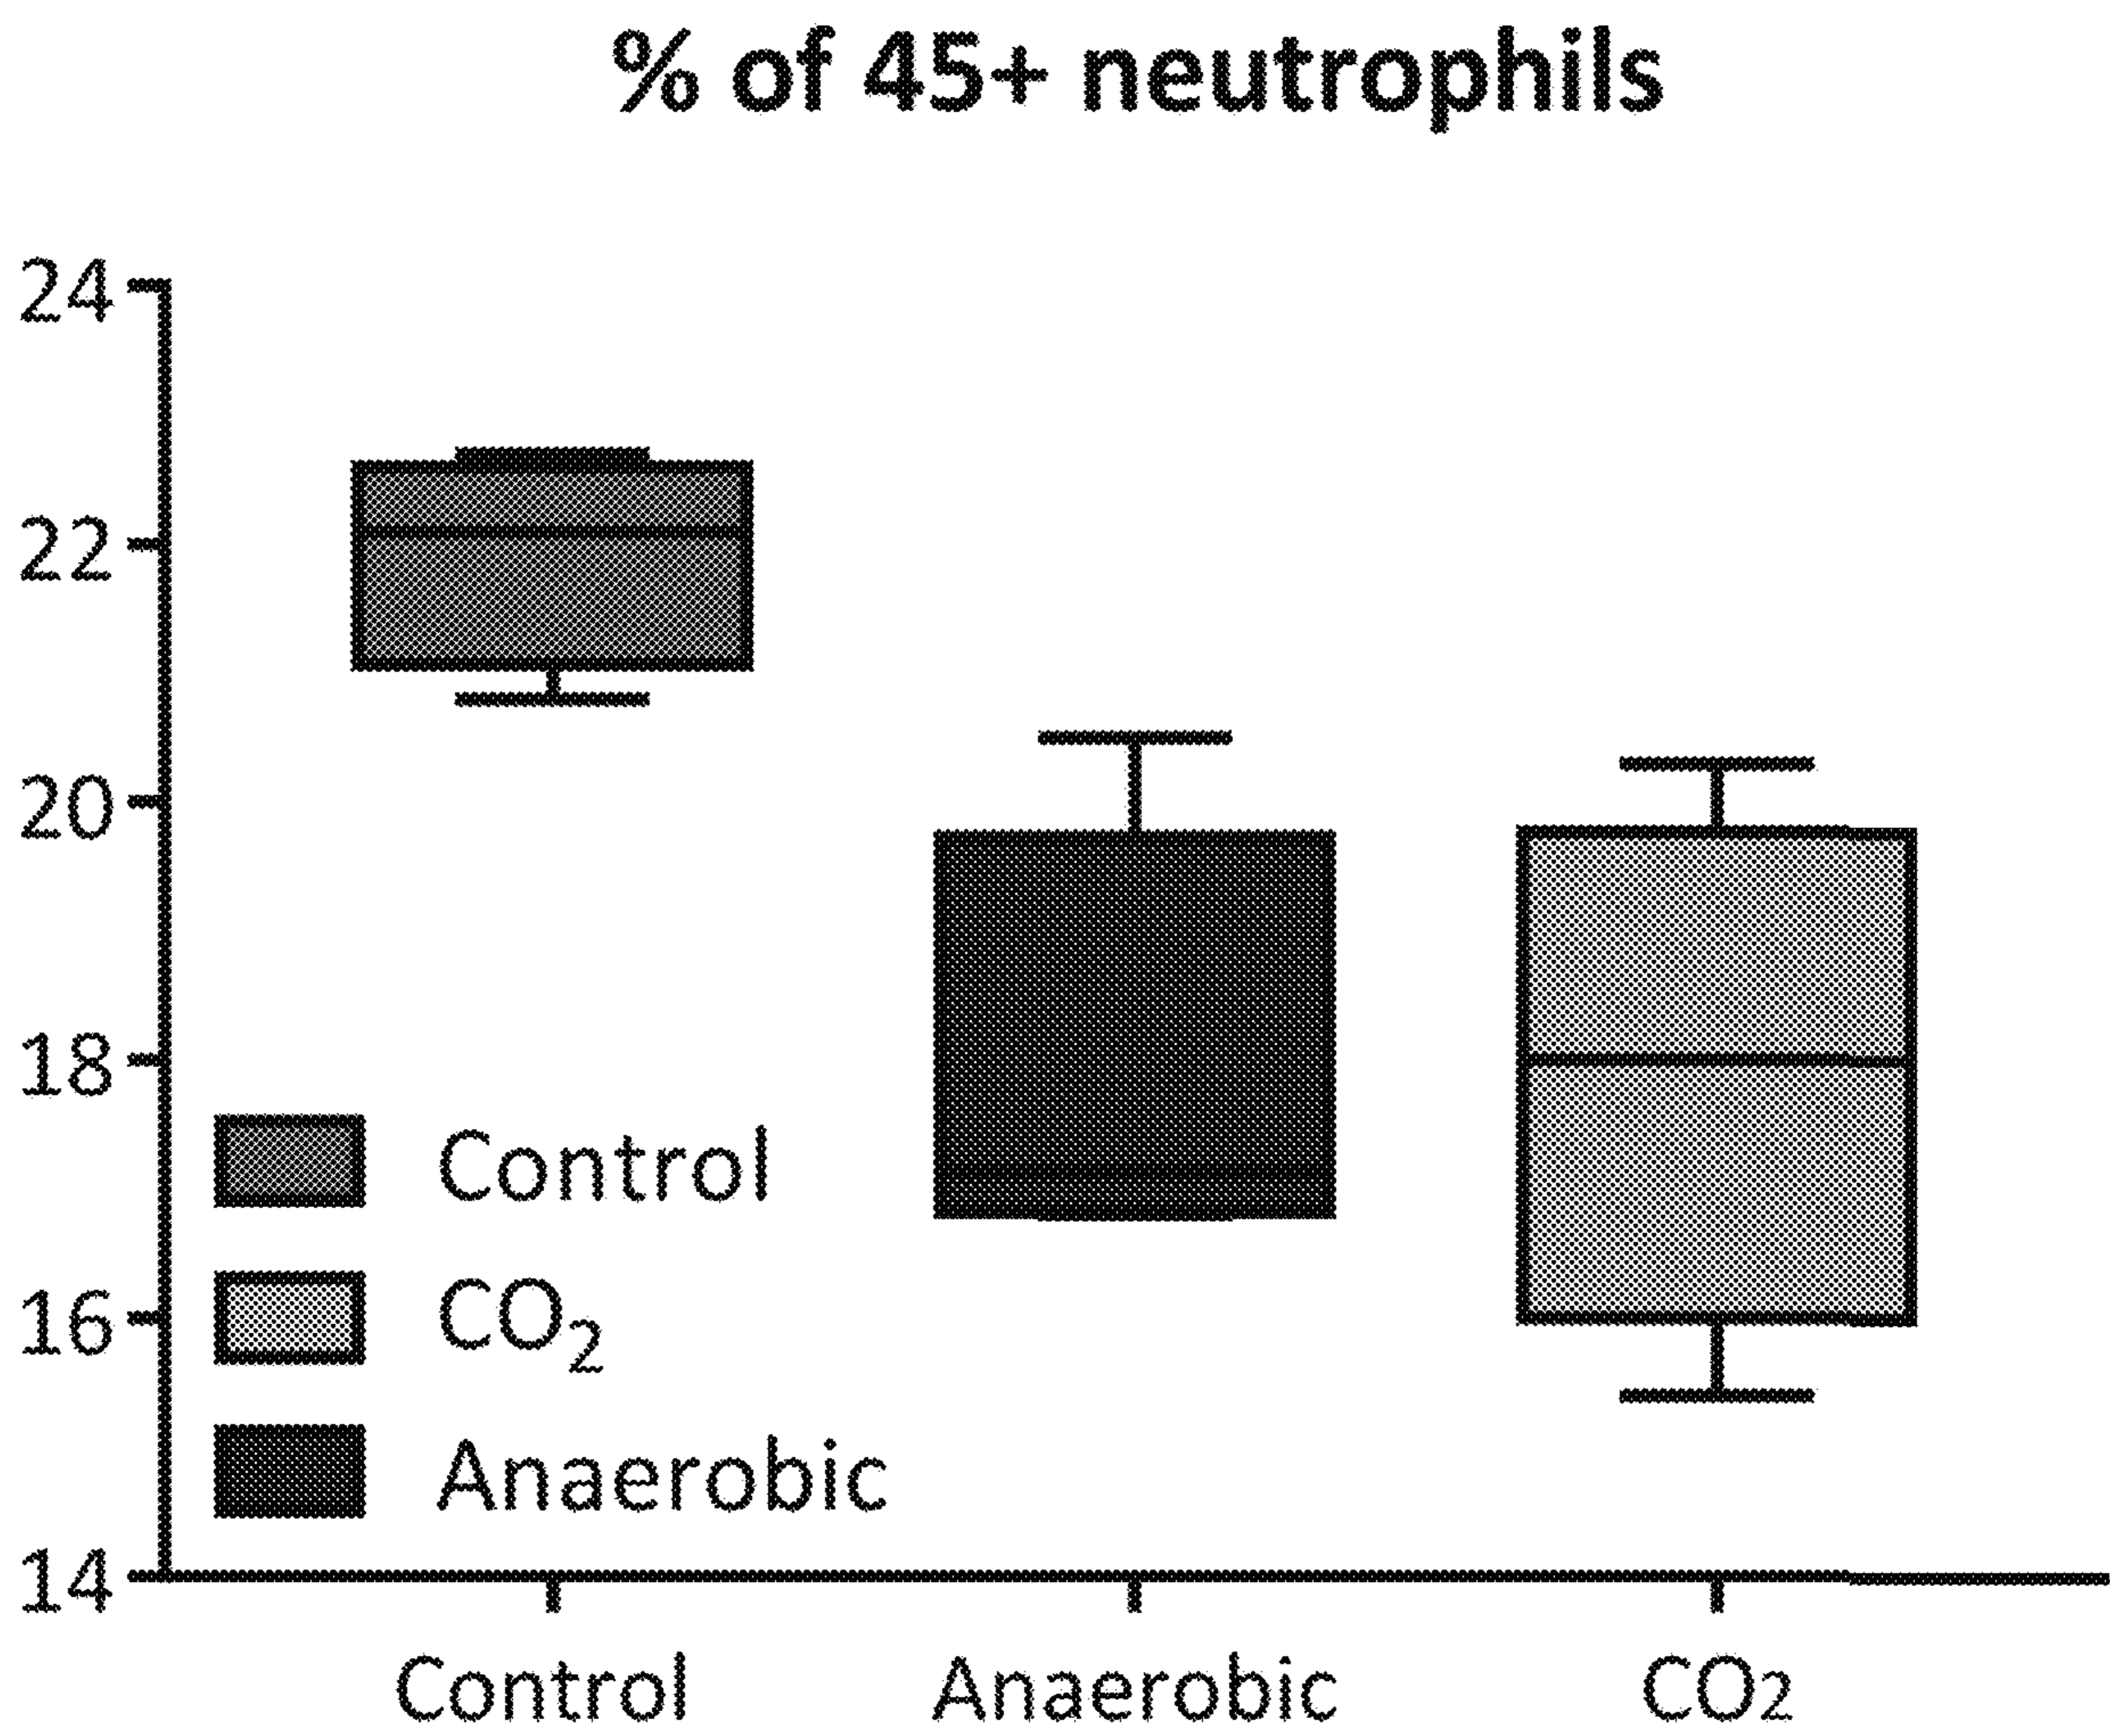 % of 45+ neutrophils
24
22
20
18
16
14
Control
CO₂
Anaerobic
Control Anaerobic CO2